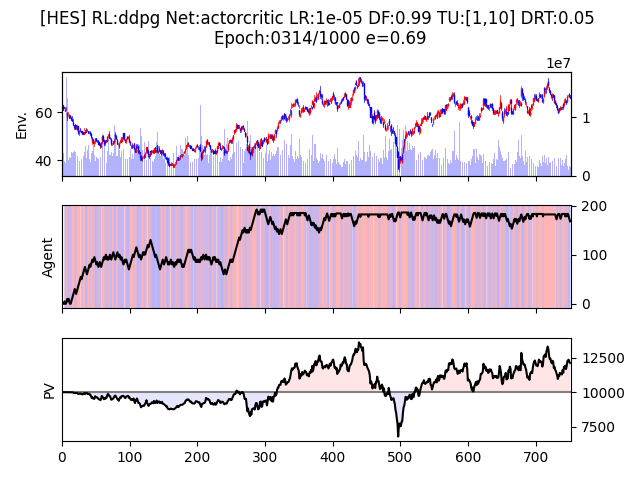 [HES] RL:ddpg Net:actorcritic LR:1e-05 DF:0.99 TU:[1,10] DRT:0.05
Epoch:0314/1000 e=0.69
1e7
60
40
Env.
1
0
Agent
200
100
0
PV
12500
10000
7500
0 100 200 300 400 500 600 700